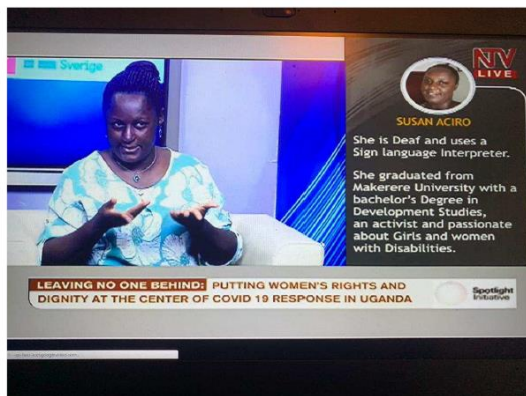 Sverige
NTV
LIVE
SUSAN ACIRO
She is Deaf and uses a
Sign language Interpreter.
She graduated from
Makerere University with a
bachelor's Degree in
Development Studies,
an activist and passionate
about Girls and women
with Disabilities.
LEAVING NO ONE BEHIND: PUTTING WOMEN'S RIGHTS AND
DIGNITY AT THE CENTER OF COVID 19 RESPONSE IN UGANDA
Spotlight
Initiative